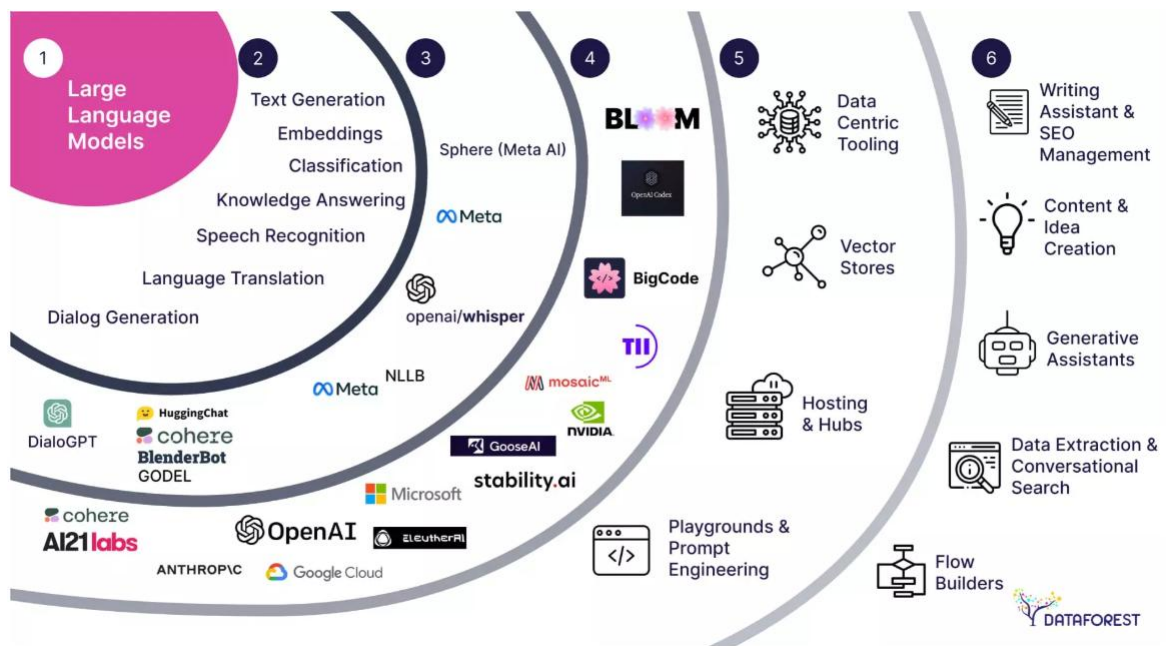 1
Large
Language
Models
2
Text Generation
Embeddings
Classification
Knowledge Answering
Speech Recognition
Language Translation
Dialog Generation
3
Sphere (Meta AI)
Meta
openai/whisper
Meta
NLLB
HuggingChat
cohere
BlenderBot
GODEL
DialoGPT
4
BLOOM
OpenAI Codex
BigCode
TII
mosaicML
NVIDIA.
GooseAI
stability.ai
Microsoft
OpenAI
EleutherAI
cohere
AI21labs
ANTHROP\C
Google Cloud
5
Data
Centric
Tooling
Vector
Stores
Hosting
& Hubs
Playgrounds &
Prompt
Engineering
6
Writing
Assistant &
SEO
Management
Content &
Idea
Creation
Generative
Assistants
Data Extraction &
Conversational
Search
Flow
Builders
DATAFOREST